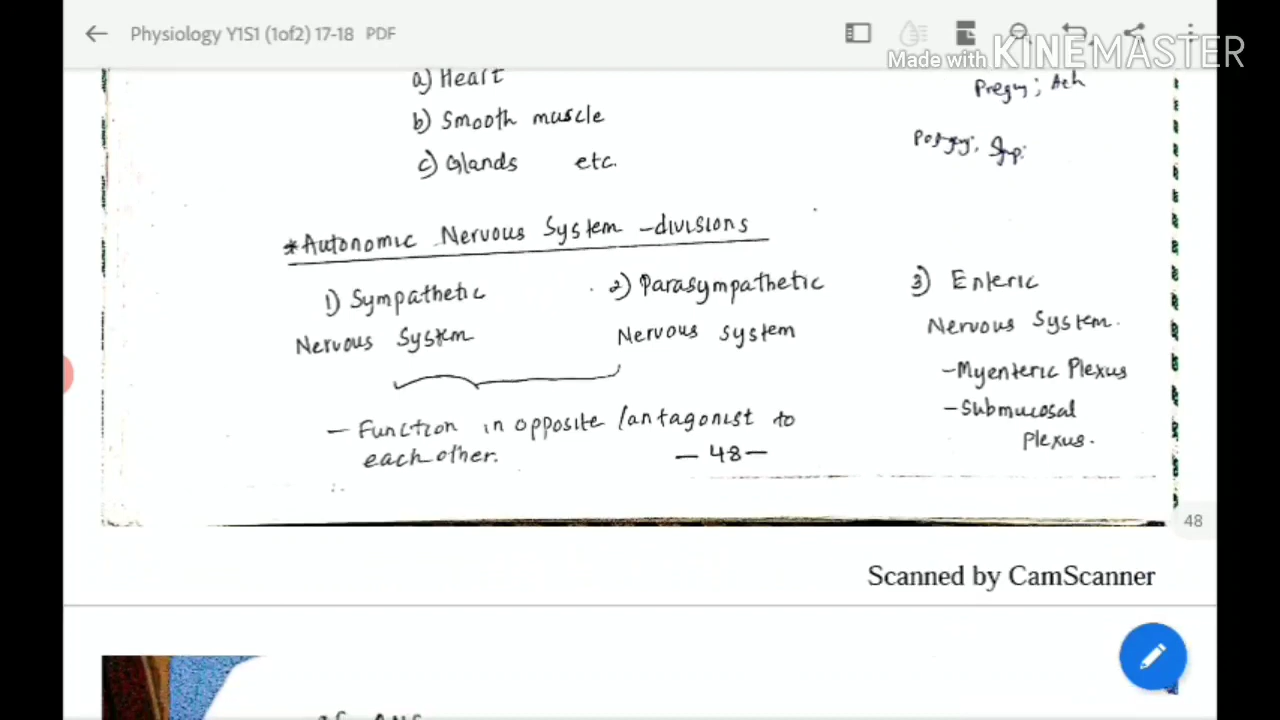 Physiology Y1S1 (1of2) 17-18 PDF
Made with KINEMASTER
a) Heart
b) Smooth muscle
c) Glands etc.
Pregn; Ach
*Autonomic Nervous System -divisions
1) Sympathetic
Nervous System
2) Parasympathetic
Nervous system
3) Enteric
Nervous System.
- Myenteric Plexus
- Submucosal
Plexus.
- Function in opposite /antagonist to
each other.
- 48 -
48
Scanned by CamScanner